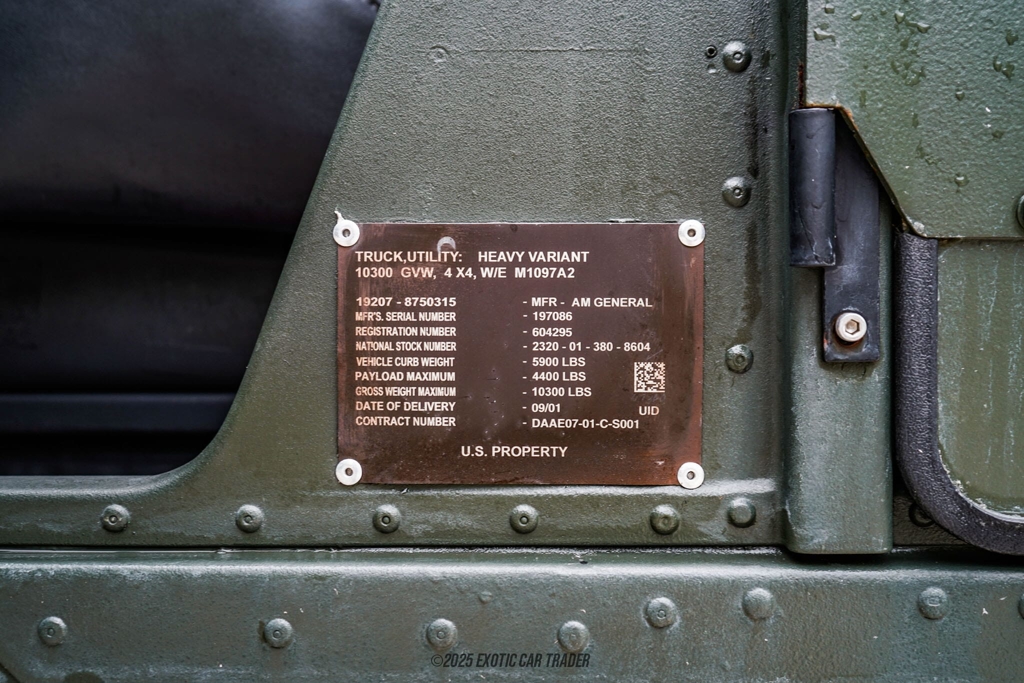 TRUCK,UTILITY: HEAVY VARIANT
10300 GVW, 4 X4, W/E M1097A2
19207 - 8750315 - MFR - AM GENERAL
MFR'S. SERIAL NUMBER - 197086
REGISTRATION NUMBER - 604295
NATIONAL STOCK NUMBER - 2320 - 01 - 380 - 8604
VEHICLE CURB WEIGHT - 5900 LBS
PAYLOAD MAXIMUM - 4400 LBS
GROSS WEIGHT MAXIMUM - 10300 LBS
DATE OF DELIVERY - 09/01
UID
CONTRACT NUMBER - DAAE07-01-C-S001
U.S. PROPERTY
©2025 EXOTIC CAR TRADER